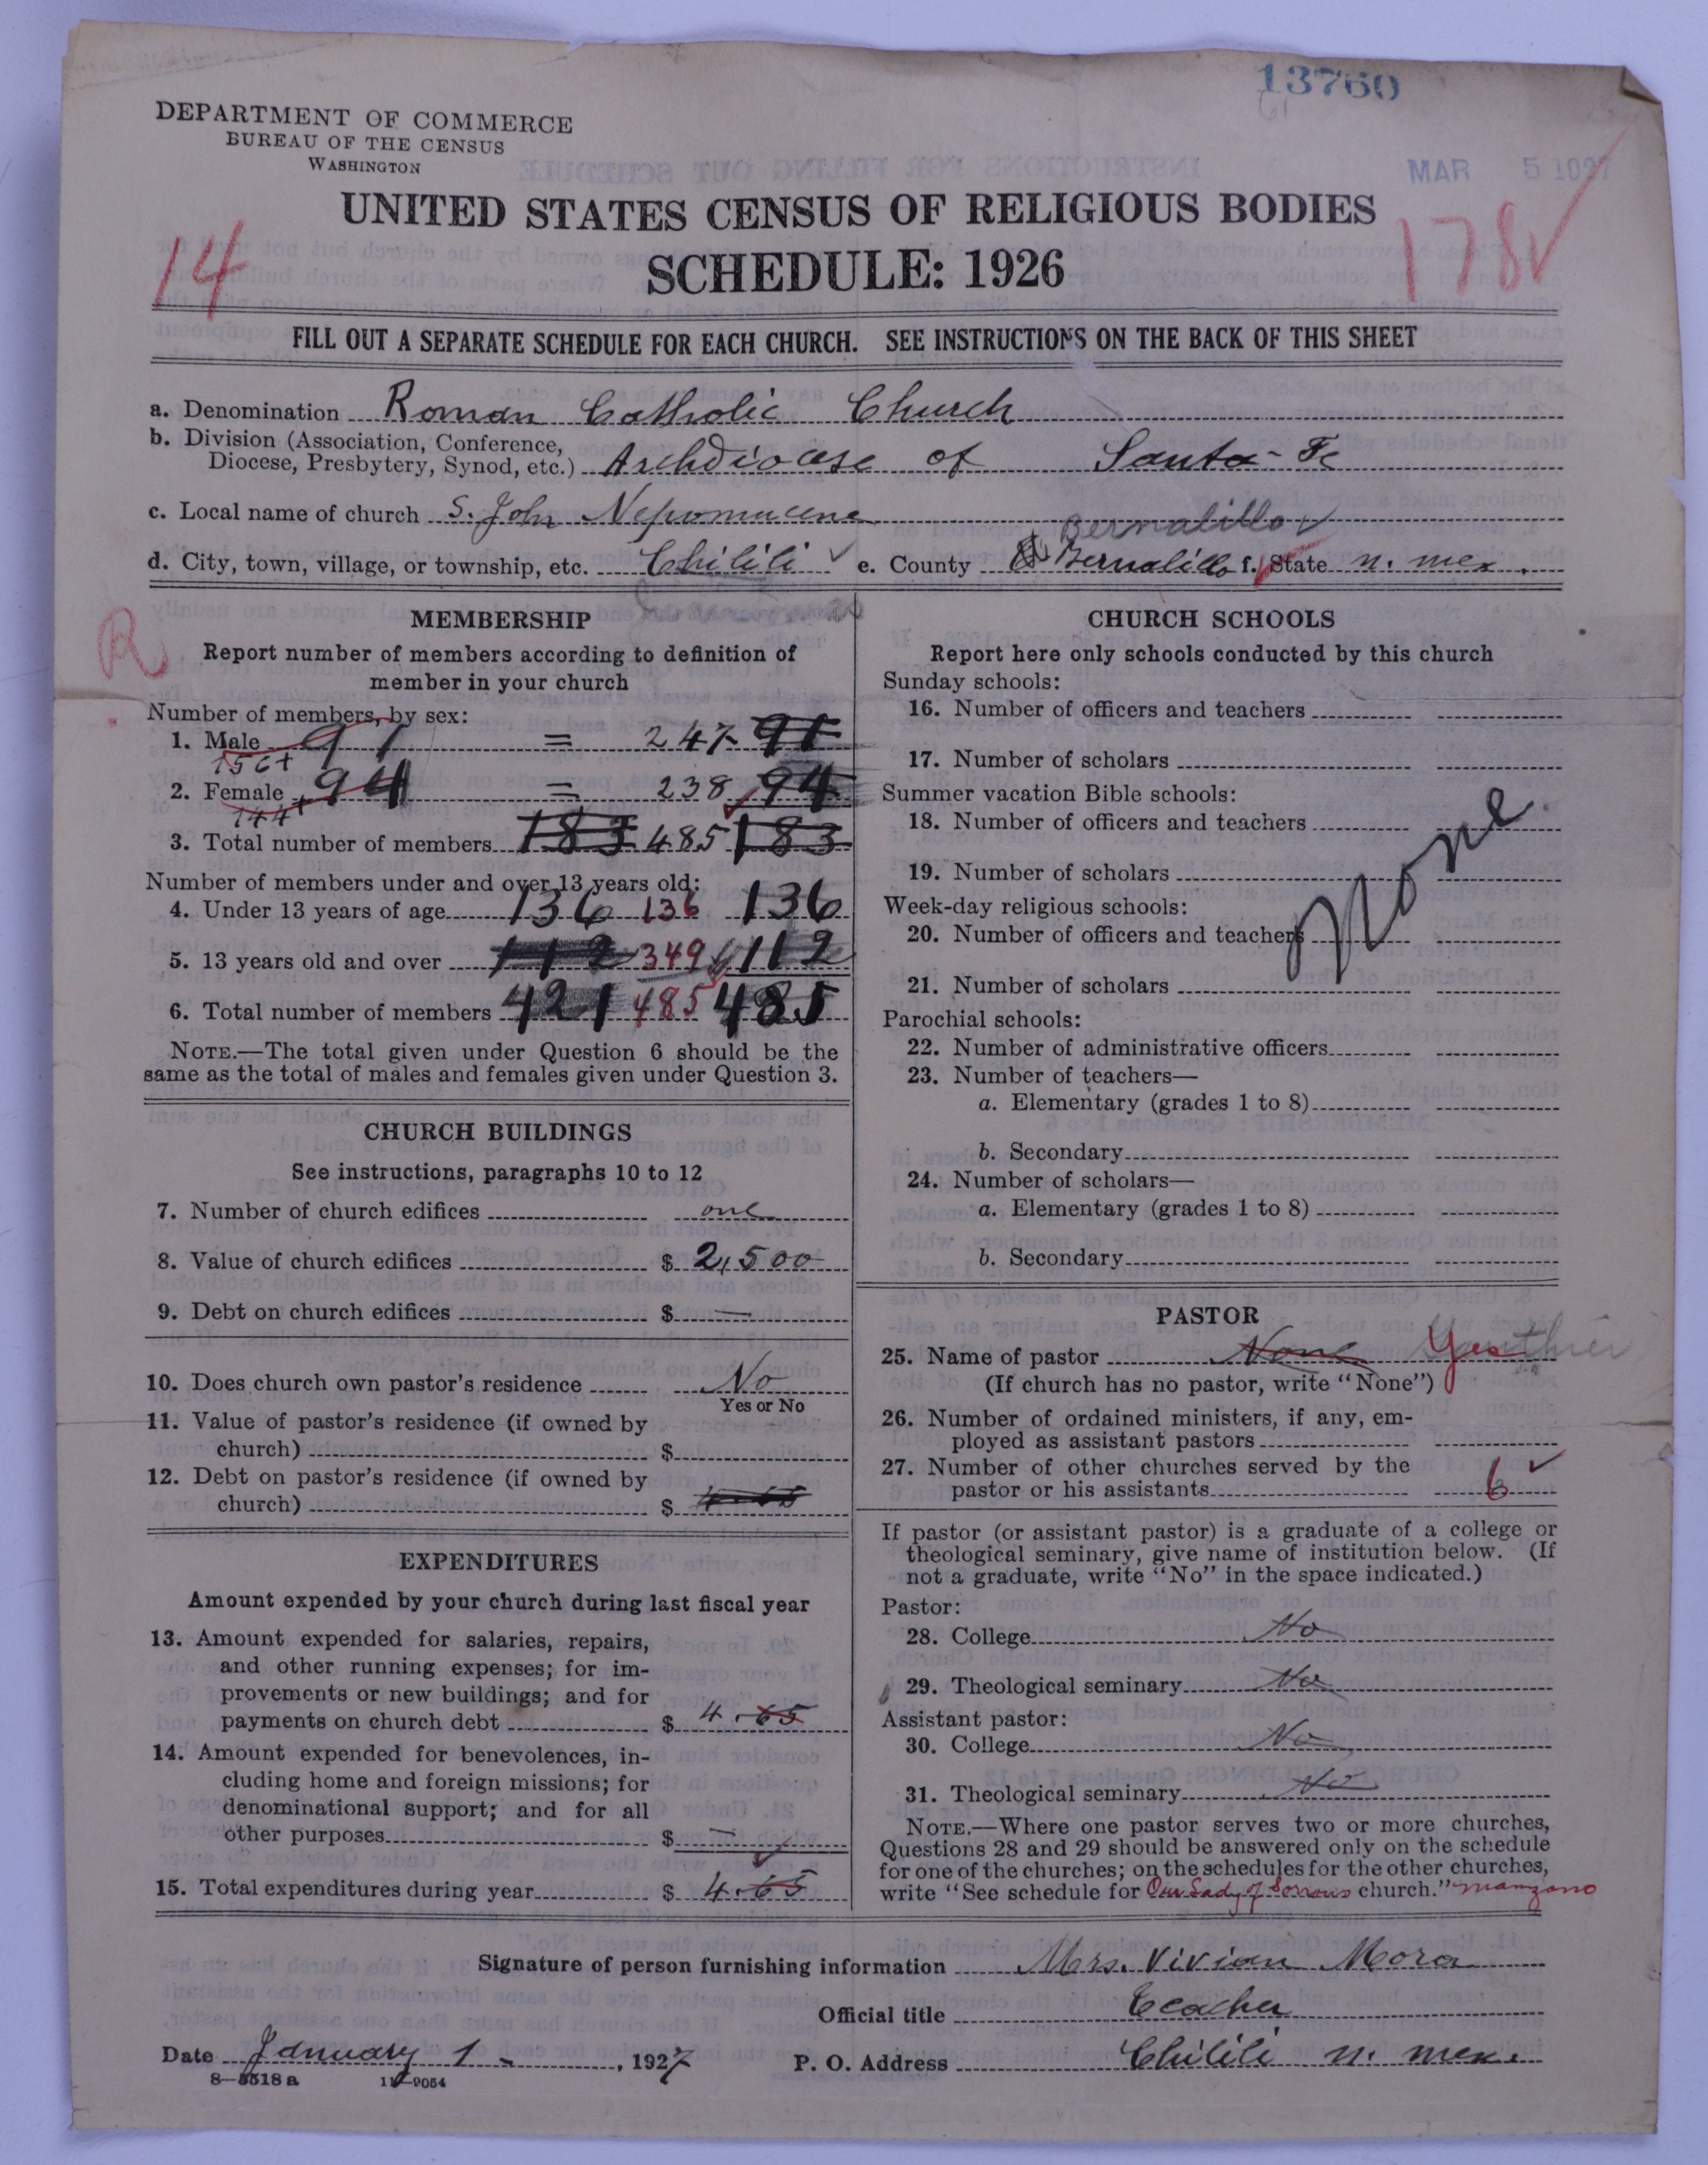 13760
61
DEPARTMENT OF COMMERCE
BUREAU OF THE CENSUS
WASHINGTON
MAR 5 1927
UNITED STATES CENSUS OF RELIGIOUS BODIES
14
178✓
SCHEDULE: 1926
FILL OUT A SEPARATE SCHEDULE FOR EACH CHURCH. SEE INSTRUCTIONS ON THE BACK OF THIS SHEET
a. Denomination Roman Catholic Church
b. Division (Association, Conference,
Diocese, Presbytery, Synod, etc.) Archdiocese of Santa-Fe
c. Local name of church S. John Nepomucene
Bernalillo ✓
d. City, town, village, or township, etc. Chilili ✓ e. County Bernalillo f. State n. mex.
R
MEMBERSHIP
Report number of members according to definition of
member in your church
Number of members, by sex:
1. Male 91 = 247 91
156+
2. Female 94 = 238 94
144+
3. Total number of members 183 485 183
Number of members under and over 13 years old:
4. Under 13 years of age 136 136 136
5. 13 years old and over 112 349 112
6. Total number of members 421 485 485
NOTE.—The total given under Question 6 should be the
same as the total of males and females given under Question 3.
CHURCH BUILDINGS
See instructions, paragraphs 10 to 12
7. Number of church edifices one
8. Value of church edifices $ 2,500
9. Debt on church edifices $ —
10. Does church own pastor's residence No
Yes or No
11. Value of pastor's residence (if owned by
church) $
12. Debt on pastor's residence (if owned by
church) $ 4.65
EXPENDITURES
Amount expended by your church during last fiscal year
13. Amount expended for salaries, repairs,
and other running expenses; for im-
provements or new buildings; and for
payments on church debt $ 4.65
14. Amount expended for benevolences, in-
cluding home and foreign missions; for
denominational support; and for all
other purposes $ —
15. Total expenditures during year $ 4.65
CHURCH SCHOOLS
Report here only schools conducted by this church
Sunday schools:
16. Number of officers and teachers
17. Number of scholars
Summer vacation Bible schools:
18. Number of officers and teachers
None.
19. Number of scholars
Week-day religious schools:
20. Number of officers and teachers
21. Number of scholars
Parochial schools:
22. Number of administrative officers
23. Number of teachers—
a. Elementary (grades 1 to 8)
b. Secondary
24. Number of scholars—
a. Elementary (grades 1 to 8)
b. Secondary
PASTOR
25. Name of pastor None Yes Gauthier
(If church has no pastor, write "None")
26. Number of ordained ministers, if any, em-
ployed as assistant pastors
27. Number of other churches served by the
pastor or his assistants 6 ✓
If pastor (or assistant pastor) is a graduate of a college or
theological seminary, give name of institution below. (If
not a graduate, write "No" in the space indicated.)
Pastor:
28. College No
29. Theological seminary No
Assistant pastor:
30. College No
31. Theological seminary No
NOTE.—Where one pastor serves two or more churches,
Questions 28 and 29 should be answered only on the schedule
for one of the churches; on the schedules for the other churches,
write "See schedule for Our Lady of Sorrows church." Manzano
Signature of person furnishing information Mrs. Vivian Mora
Official title Teacher
Date January 1 - , 1927 P. O. Address Chilili n. mex.
8—5518 a 11—9054